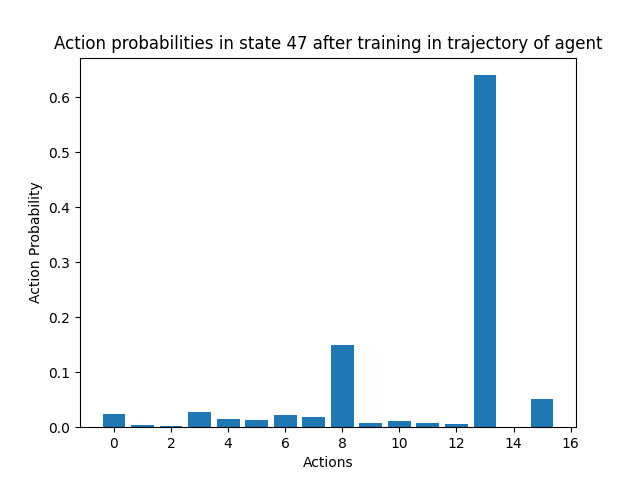 Action probabilities in state 47 after training in trajectory of agent
Action Probability
0.6
0.5
0.4
0.3
0.2
0.1
0.0
0 2 4 6 8 10 12 14 16
Actions